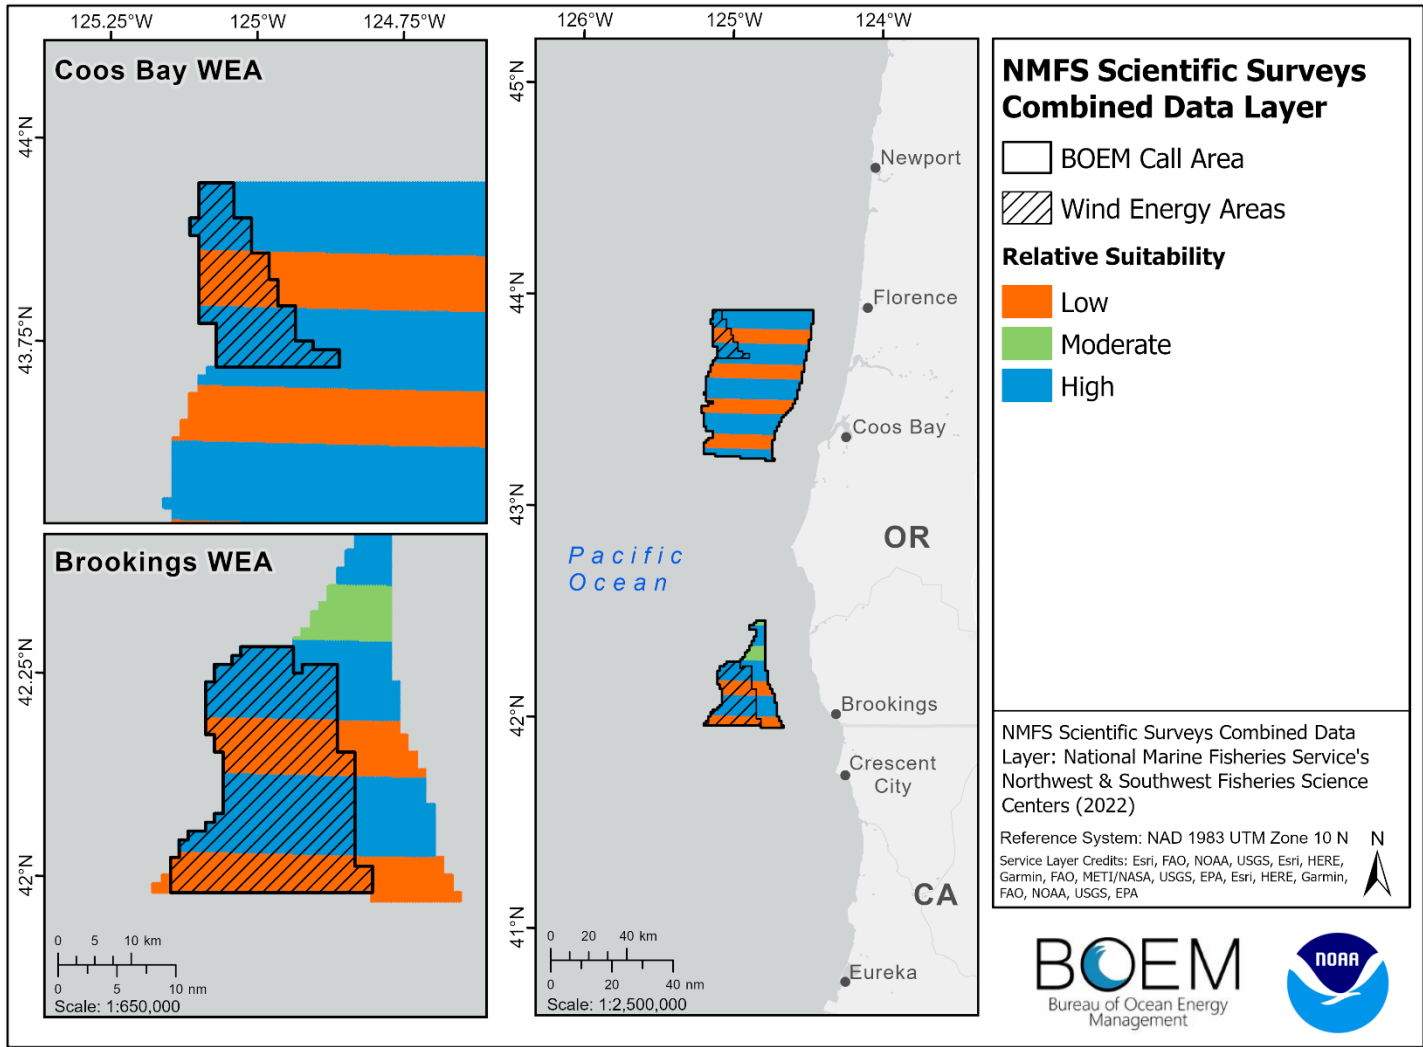 125.25°W 125°W 124.75°W
Coos Bay WEA
44°N
43.75°N
Brookings WEA
42.25°N
42°N
0 5 10 km
0 5 10 nm
Scale: 1:650,000
126°W 125°W 124°W
45°N
44°N
43°N
42°N
41°N
Newport
Florence
Coos Bay
OR
Pacific
Ocean
Brookings
Crescent
City
CA
Eureka
0 20 40 km
0 20 40 nm
Scale: 1:2,500,000
NMFS Scientific Surveys
Combined Data Layer
BOEM Call Area
Wind Energy Areas
Relative Suitability
Low
Moderate
High
NMFS Scientific Surveys Combined Data
Layer: National Marine Fisheries Service's
Northwest & Southwest Fisheries Science
Centers (2022)
Reference System: NAD 1983 UTM Zone 10 N
N
Service Layer Credits: Esri, FAO, NOAA, USGS, Esri, HERE,
Garmin, FAO, METI/NASA, USGS, EPA, Esri, HERE, Garmin,
FAO, NOAA, USGS, EPA
BOEM
Bureau of Ocean Energy
Management
NOAA